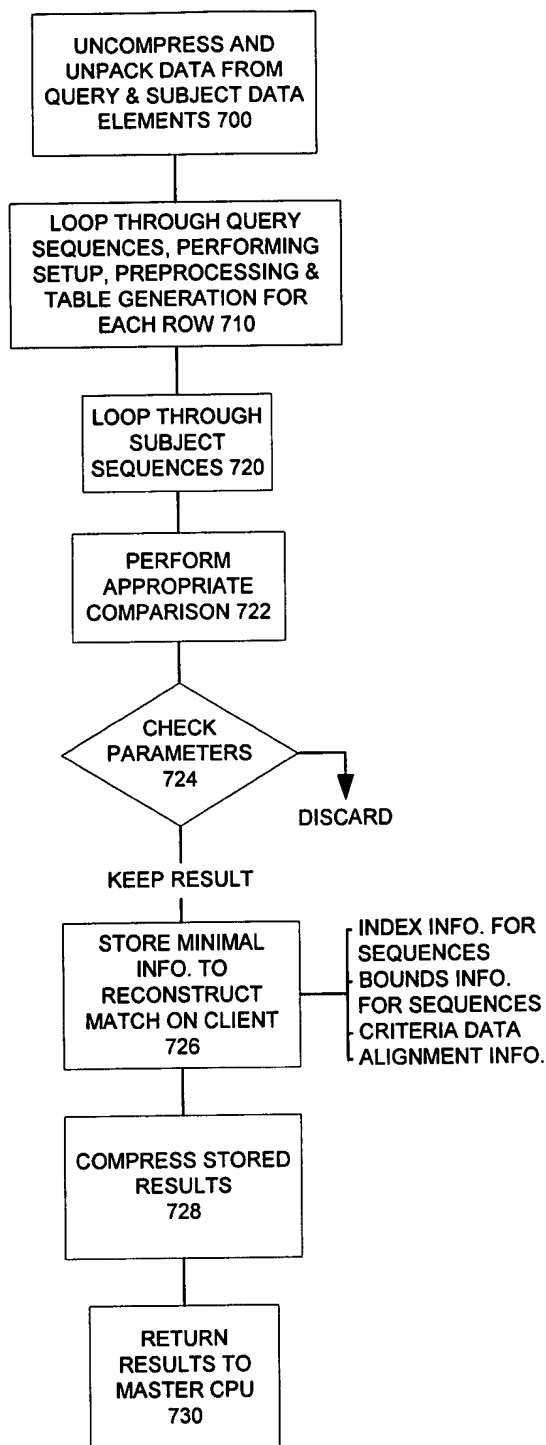 UNCOMPRESS AND
UNPACK DATA FROM
QUERY & SUBJECT DATA
ELEMENTS 700
LOOP THROUGH QUERY
SEQUENCES, PERFORMING
SETUP, PREPROCESSING &
TABLE GENERATION FOR
EACH ROW 710
LOOP THROUGH
SUBJECT
SEQUENCES 720
PERFORM
APPROPRIATE
COMPARISON 722
CHECK
PARAMETERS
724
DISCARD
KEEP RESULT
STORE MINIMAL
INFO. TO
RECONSTRUCT
MATCH ON CLIENT
726
INDEX INFO. FOR
SEQUENCES
BOUNDS INFO.
FOR SEQUENCES
CRITERIA DATA
ALIGNMENT INFO.
COMPRESS STORED
RESULTS
728
RETURN
RESULTS TO
MASTER CPU
730